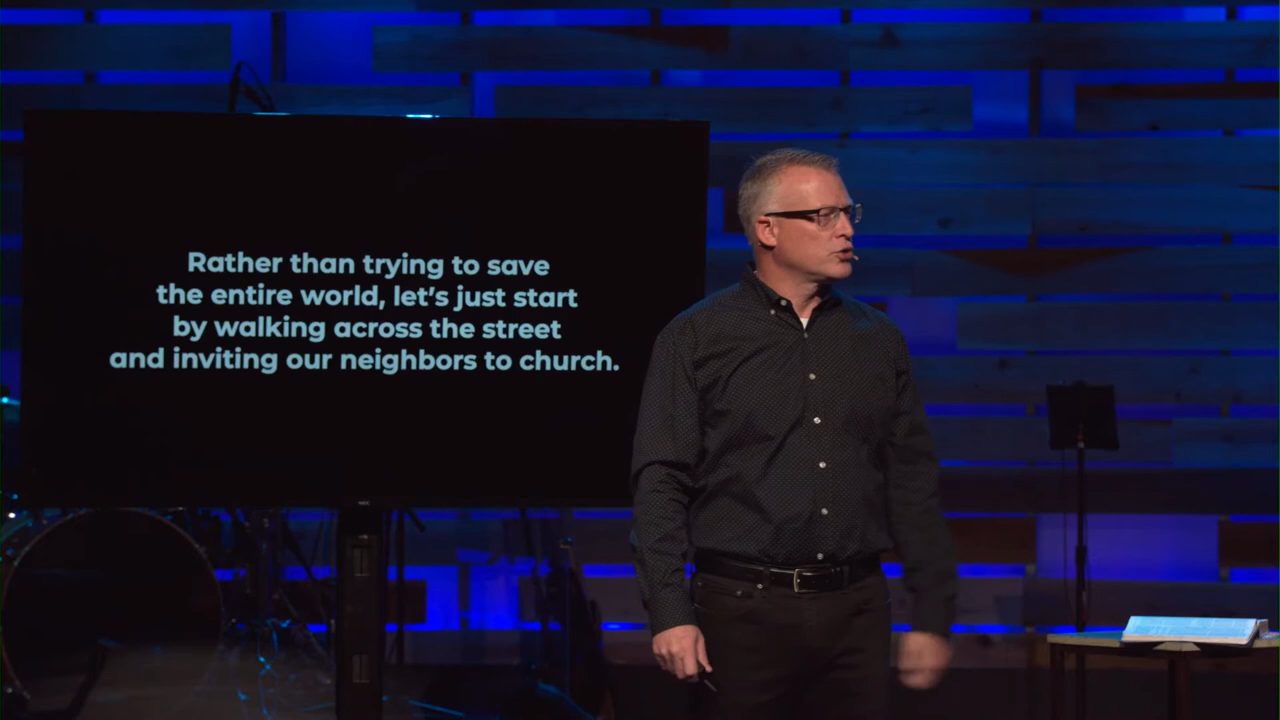 Rather than trying to save
the entire world, let's just start
by walking across the street
and inviting our neighbors to church.
NEC